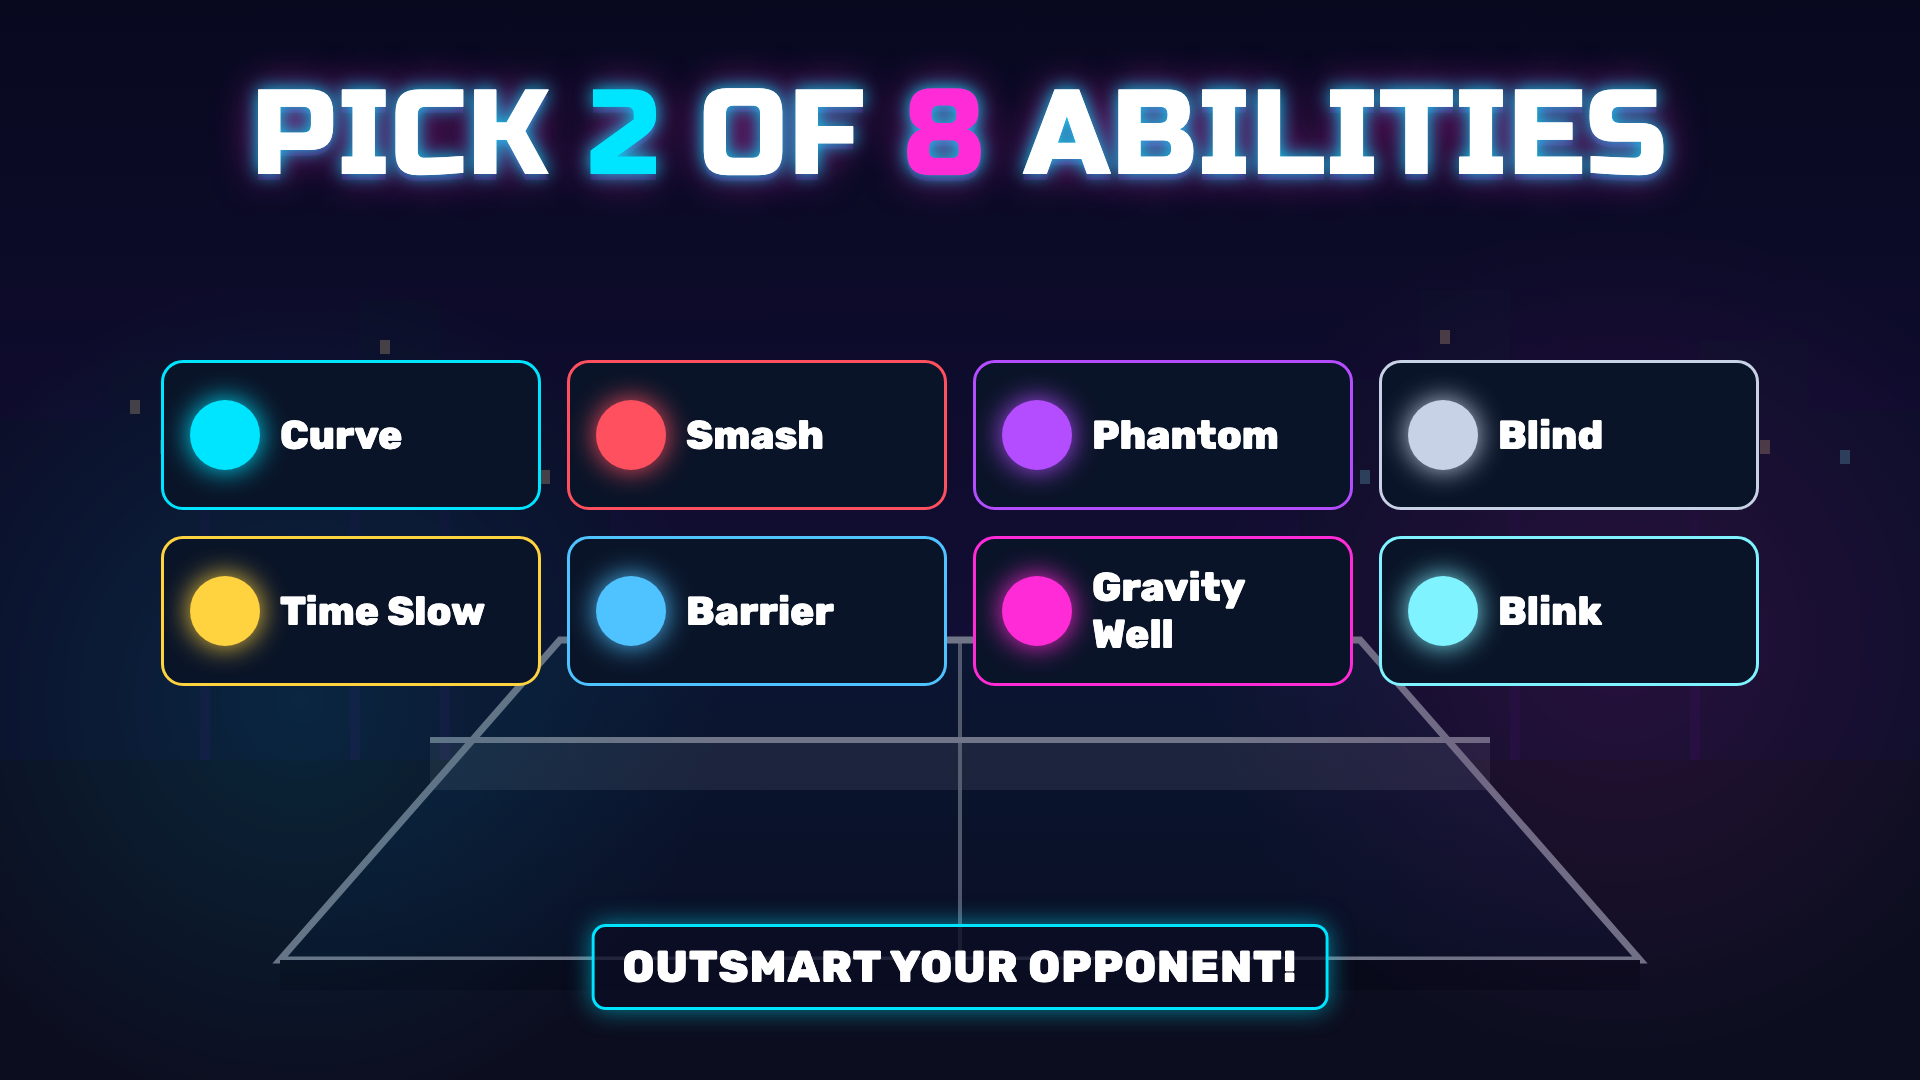 PICK 2 OF 8 ABILITIES
Curve
Smash
Phantom
Blind
Time Slow
Barrier
Gravity
Well
Blink
OUTSMART YOUR OPPONENT!